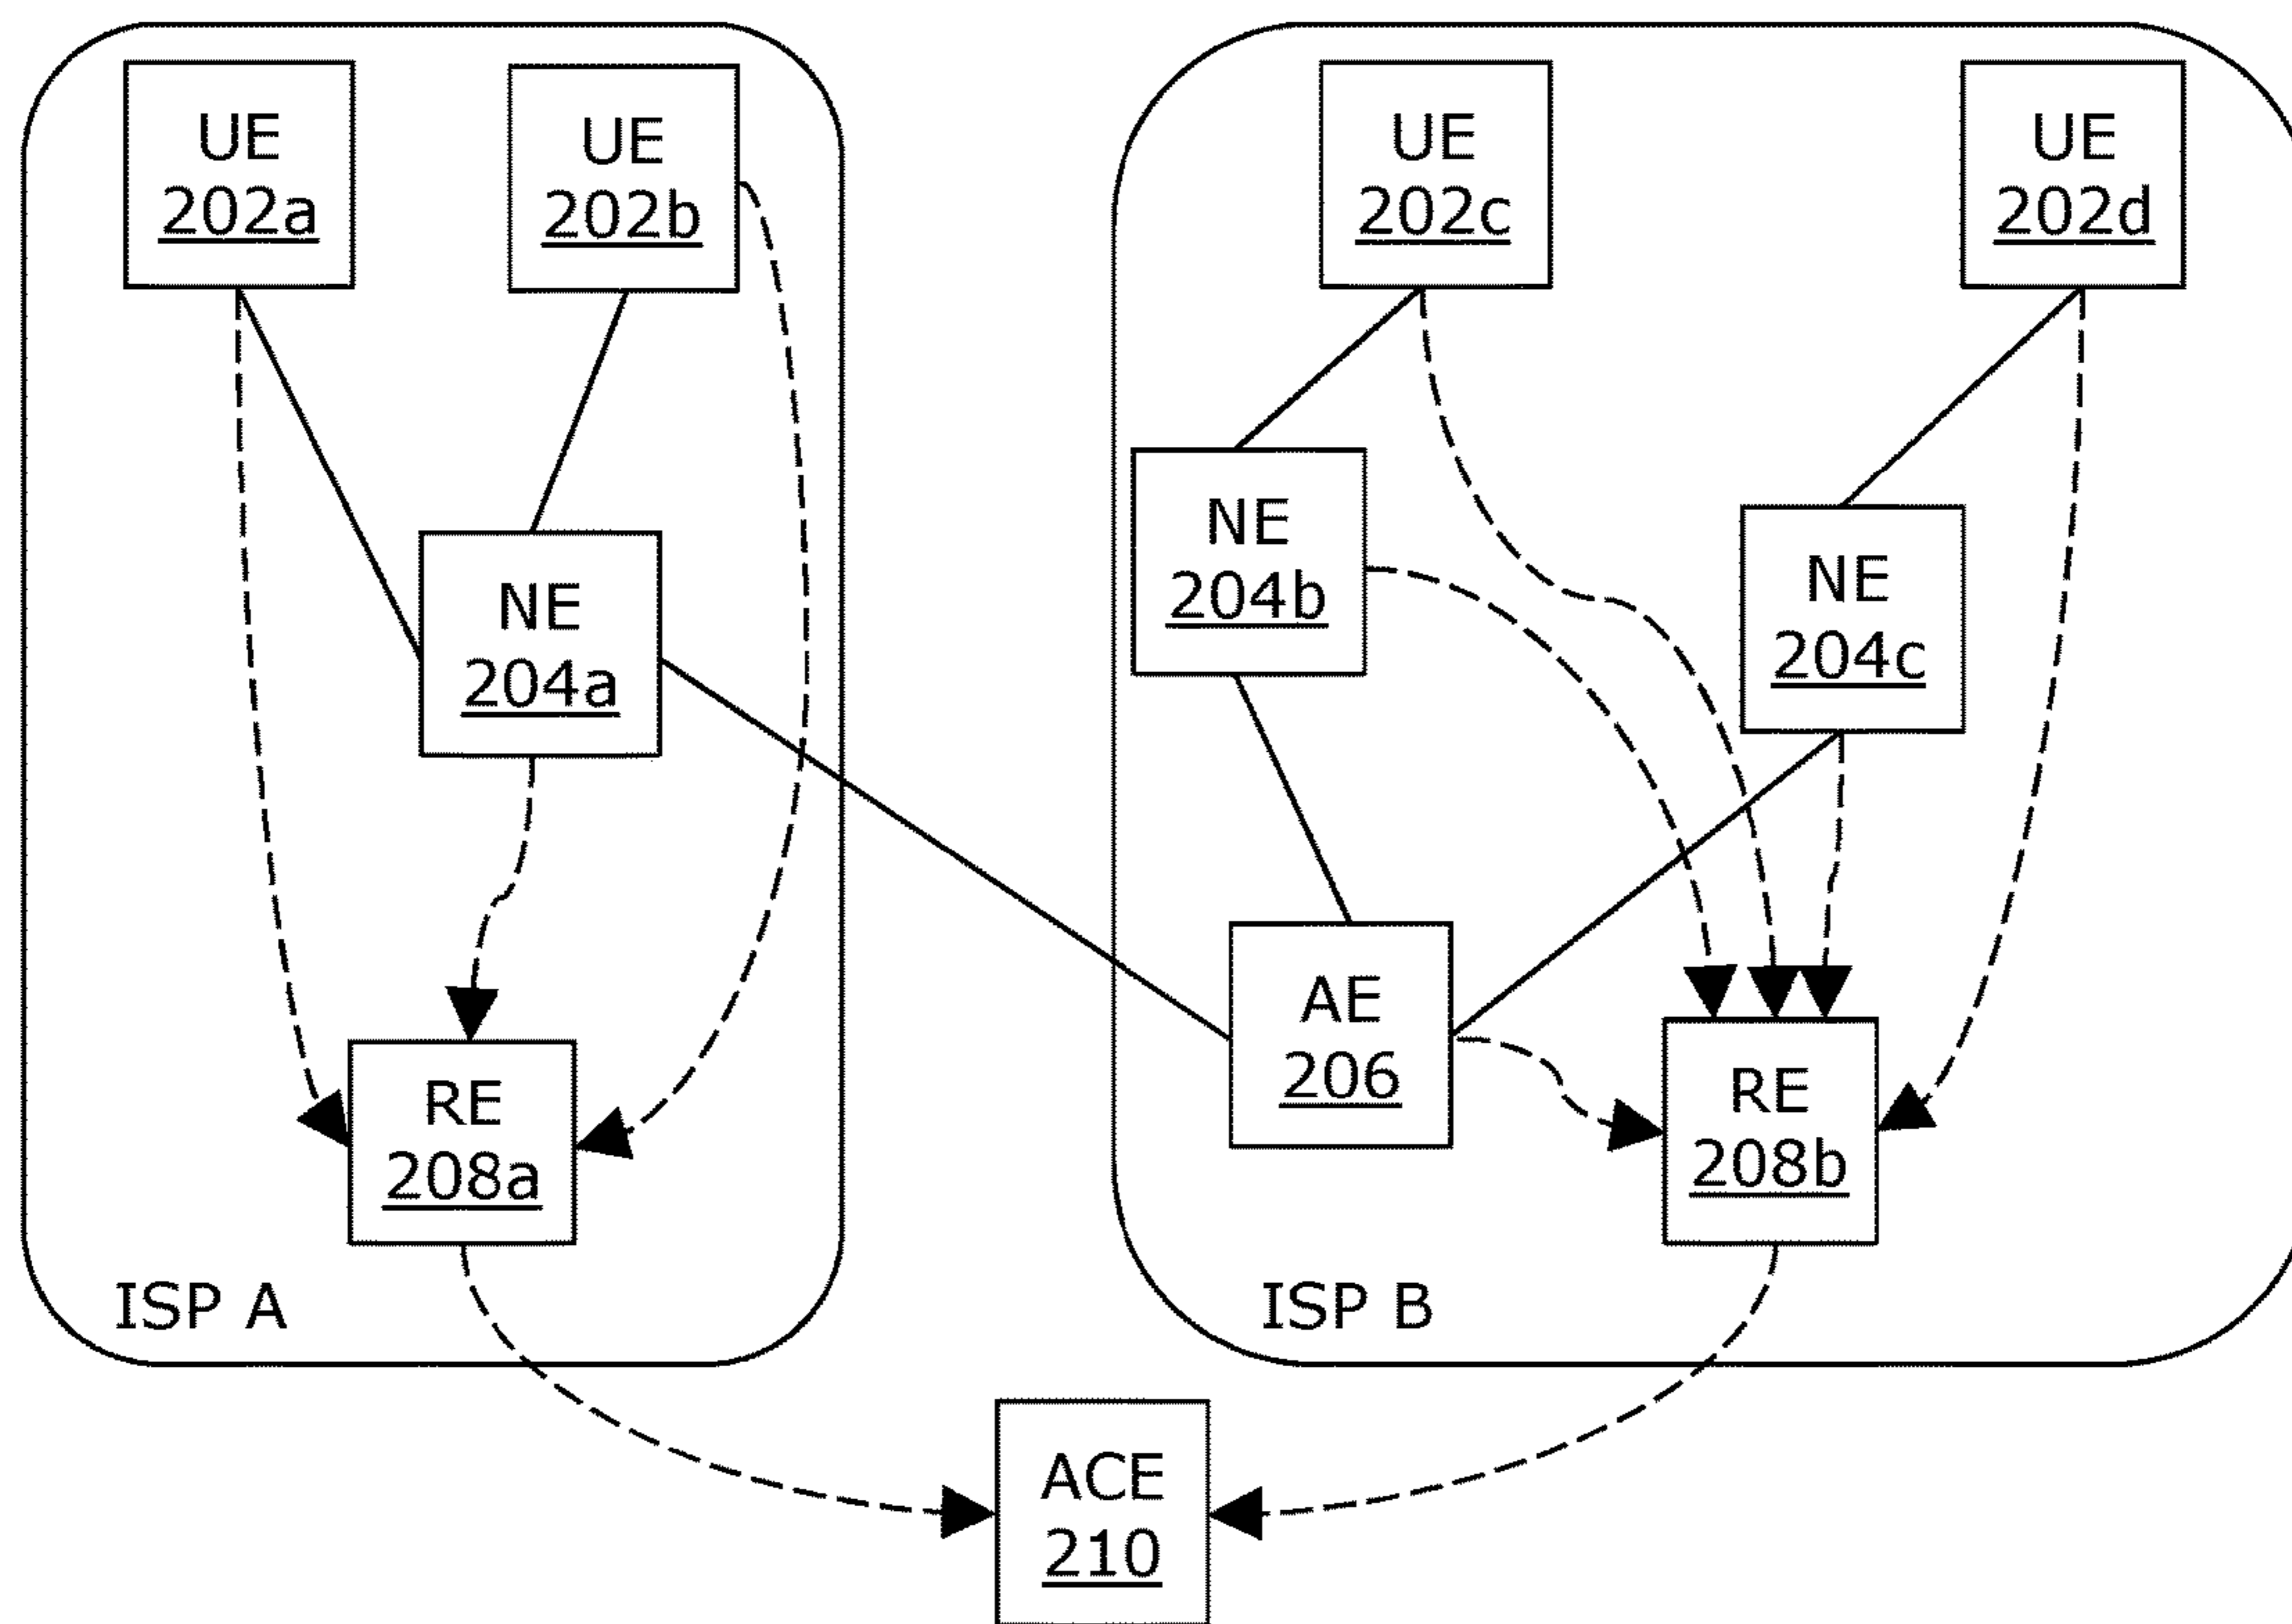 UE
202a
UE
202b
UE
202c
UE
202d
NE
204a
NE
204b
NE
204c
RE
208a
AE
206
RE
208b
ISP A
ISP B
ACE
210